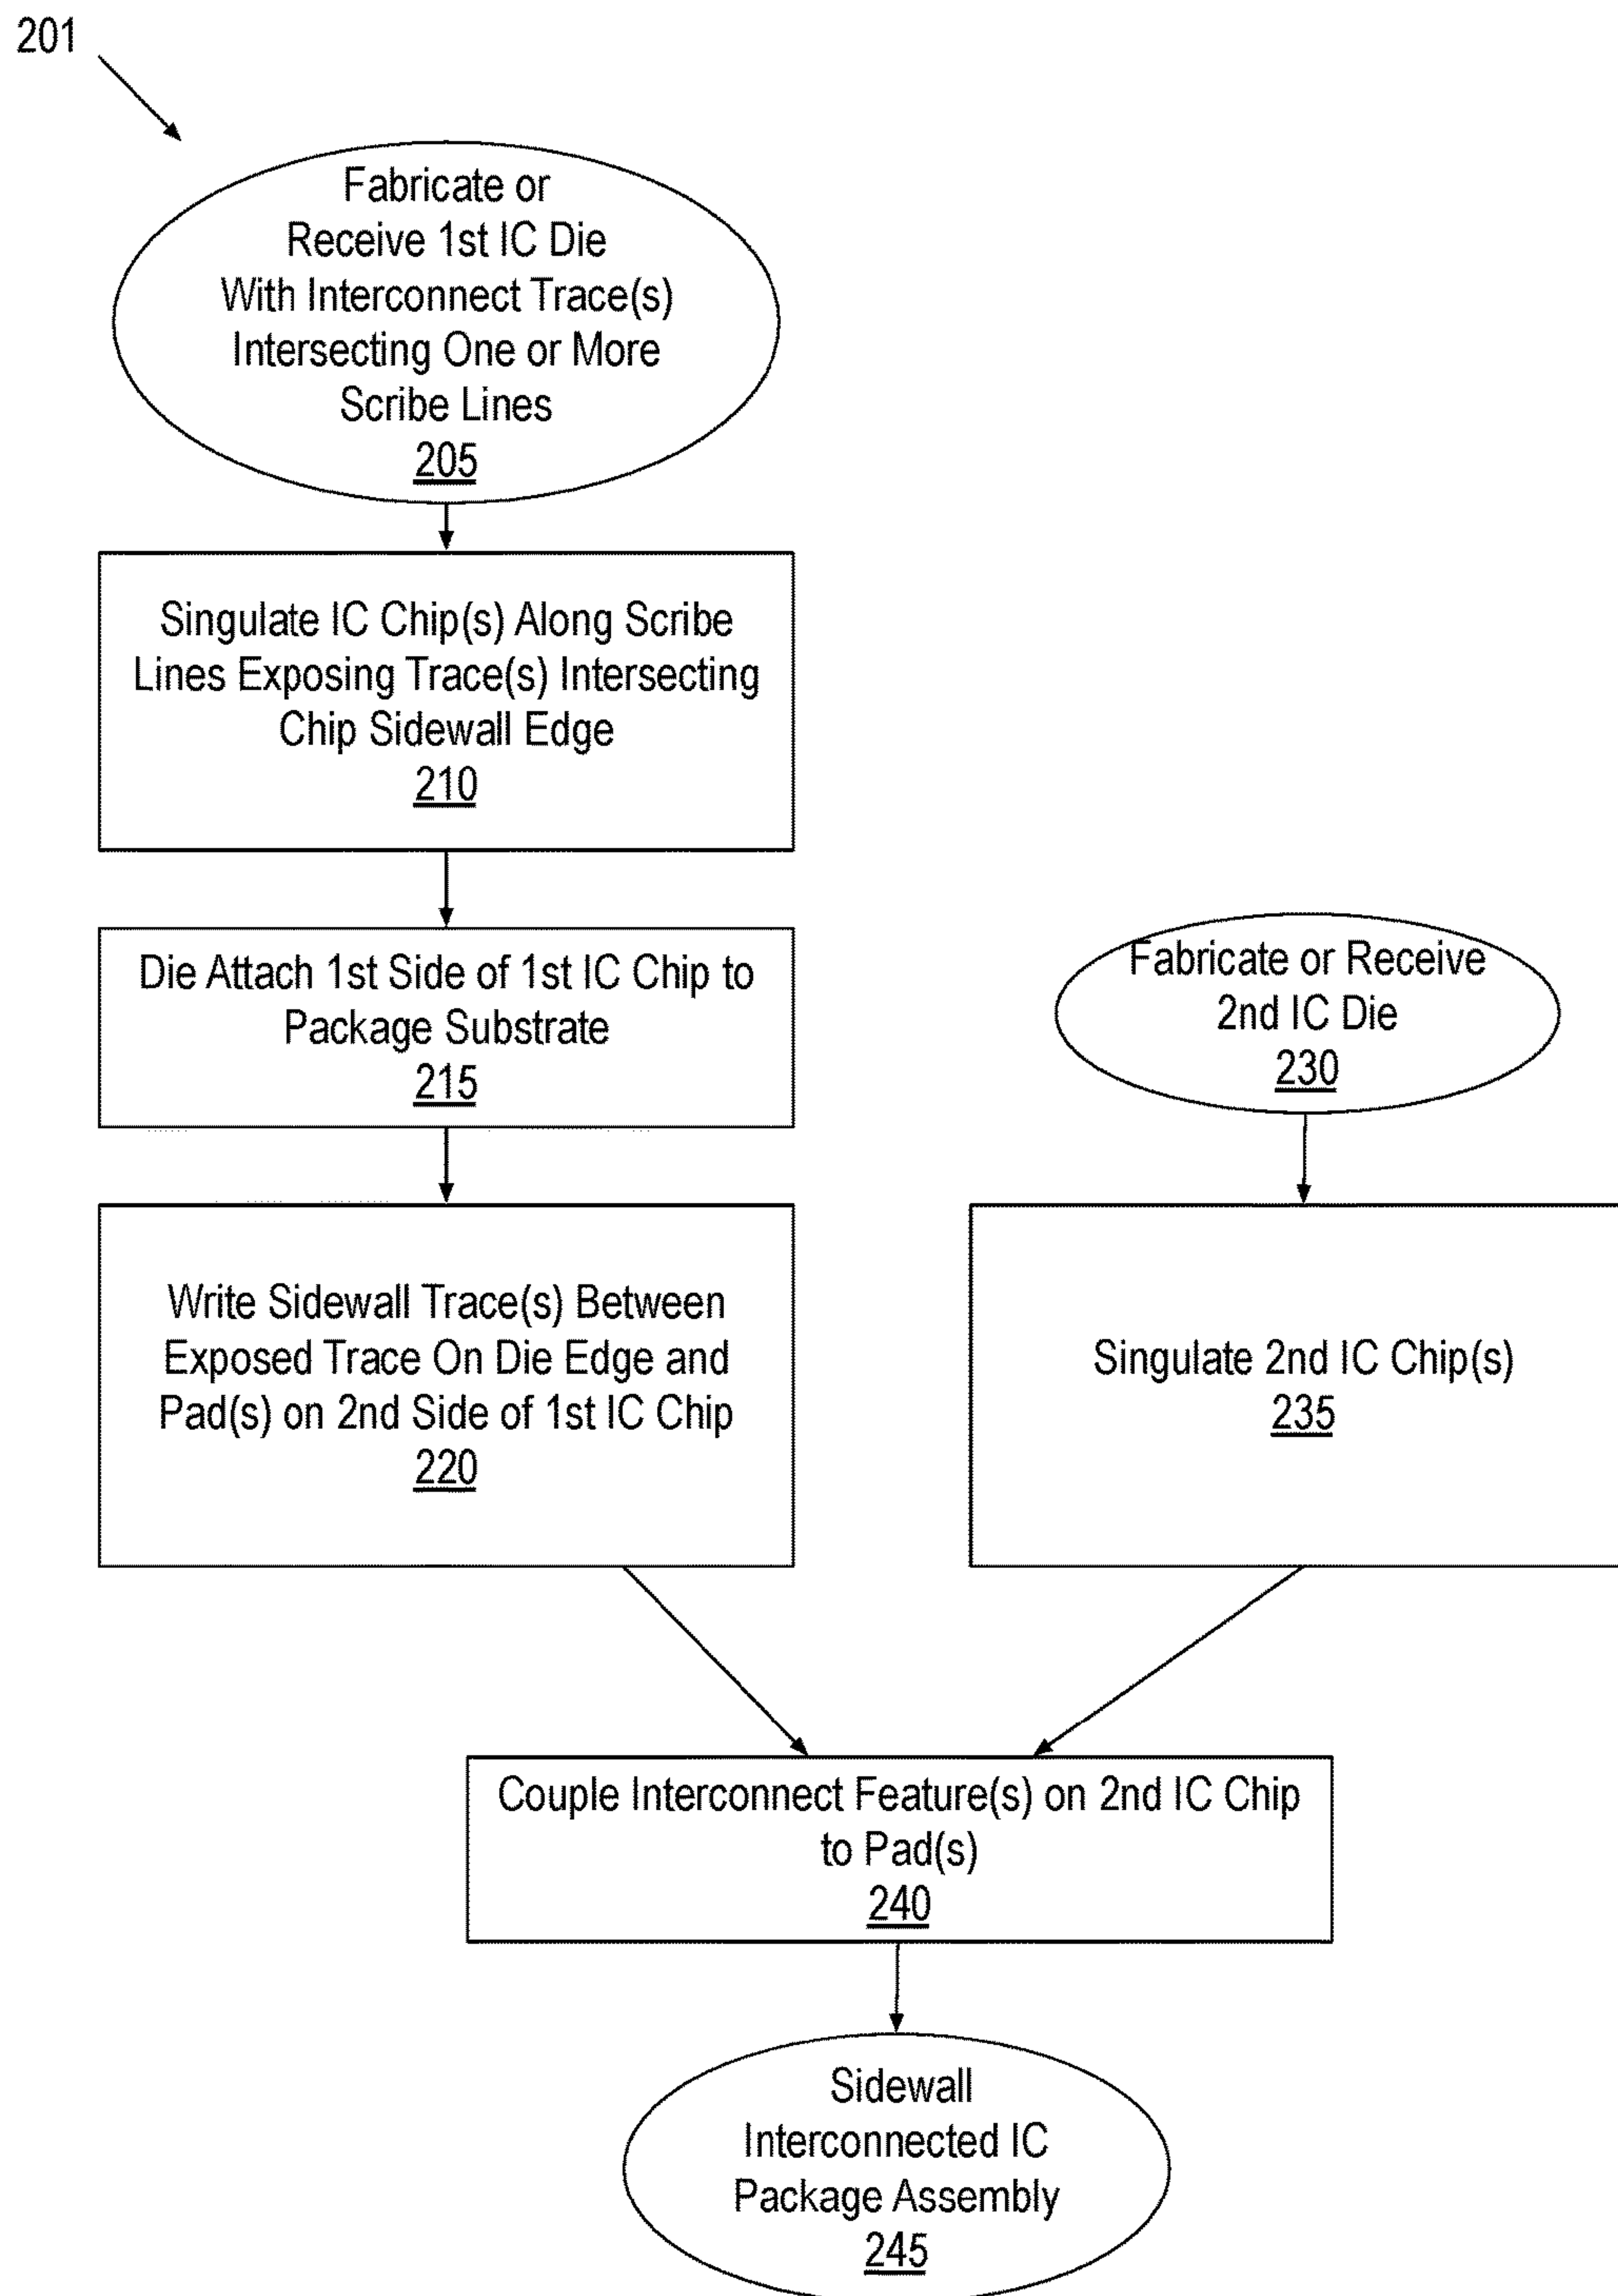 201
Fabricate or
Receive 1st IC Die
With Interconnect Trace(s)
Intersecting One or More
Scribe Lines
205
Singulate IC Chip(s) Along Scribe
Lines Exposing Trace(s) Intersecting
Chip Sidewall Edge
210
Die Attach 1st Side of 1st IC Chip to
Package Substrate
215
Fabricate or Receive
2nd IC Die
230
Write Sidewall Trace(s) Between
Exposed Trace On Die Edge and
Pad(s) on 2nd Side of 1st IC Chip
220
Singulate 2nd IC Chip(s)
235
Couple Interconnect Feature(s) on 2nd IC Chip
to Pad(s)
240
Sidewall
Interconnected IC
Package Assembly
245